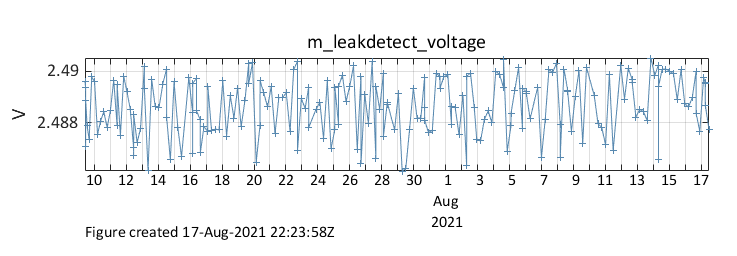 m_leakdetect_voltage
2.49
2.488
V
10 12 14 16 18 20 22 24 26 28 30 1 3 5 7 9 11 13 15 17
Aug
2021
Figure created 17-Aug-2021 22:23:58Z